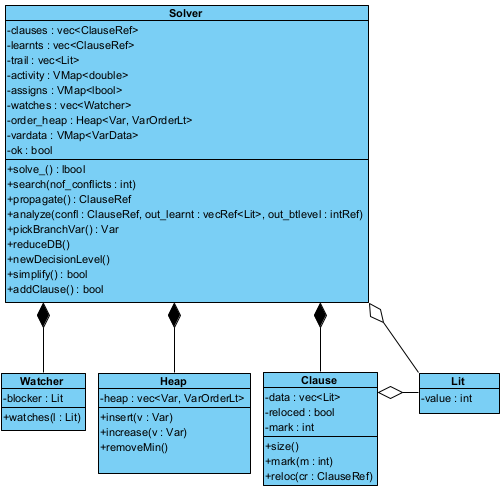 Solver
-clauses : vec<ClauseRef>
-learnts : vec<ClauseRef>
-trail : vec<Lit>
-activity : VMap<double>
-assigns : VMap<lbool>
-watches : vec<Watcher>
-order_heap : Heap<Var, VarOrderLt>
-vardata : VMap<VarData>
-ok : bool
+solve_() : lbool
+search(nof_conflicts : int)
+propagate() : ClauseRef
+analyze(confl : ClauseRef, out_learnt : vecRef<Lit>, out_btlevel : intRef)
+pickBranchVar() : Var
+reduceDB()
+newDecisionLevel()
+simplify() : bool
+addClause() : bool
Watcher
-blocker : Lit
+watches(l : Lit)
Heap
-heap : vec<Var, VarOrderLt>
+insert(v : Var)
+increase(v : Var)
+removeMin()
Clause
-data : vec<Lit>
-reloced : bool
-mark : int
+size()
+mark(m : int)
+reloc(cr : ClauseRef)
Lit
-value : int